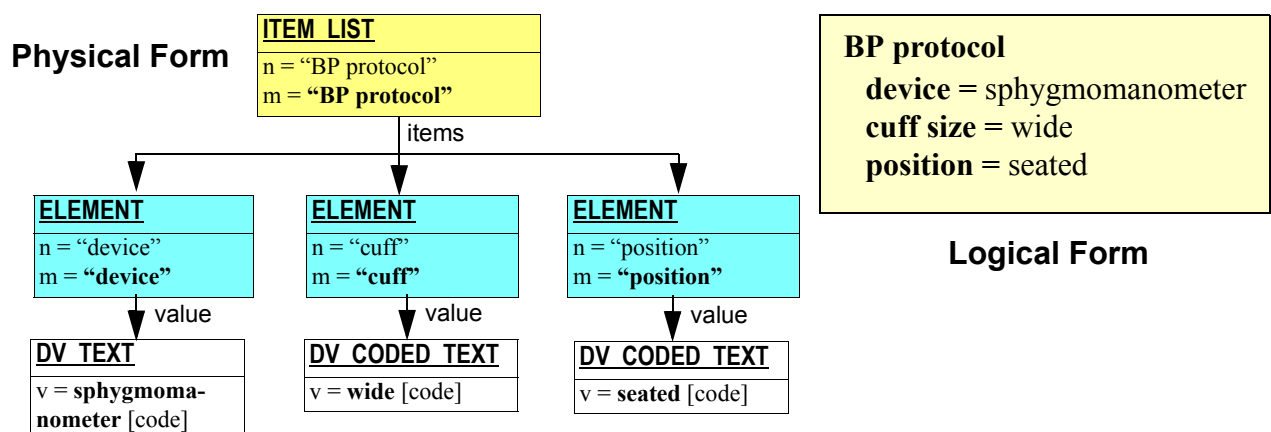 Physical Form
ITEM_LIST
n = “BP protocol”
m = “BP protocol”
items
ELEMENT
n = “device”
m = “device”
value
DV_TEXT
v = sphygmoma-
nometer [code]
ELEMENT
n = “cuff”
m = “cuff”
value
DV_CODED_TEXT
v = wide [code]
ELEMENT
n = “position”
m = “position”
value
DV_CODED_TEXT
v = seated [code]
BP protocol
device = sphygmomanometer
cuff size = wide
position = seated
Logical Form